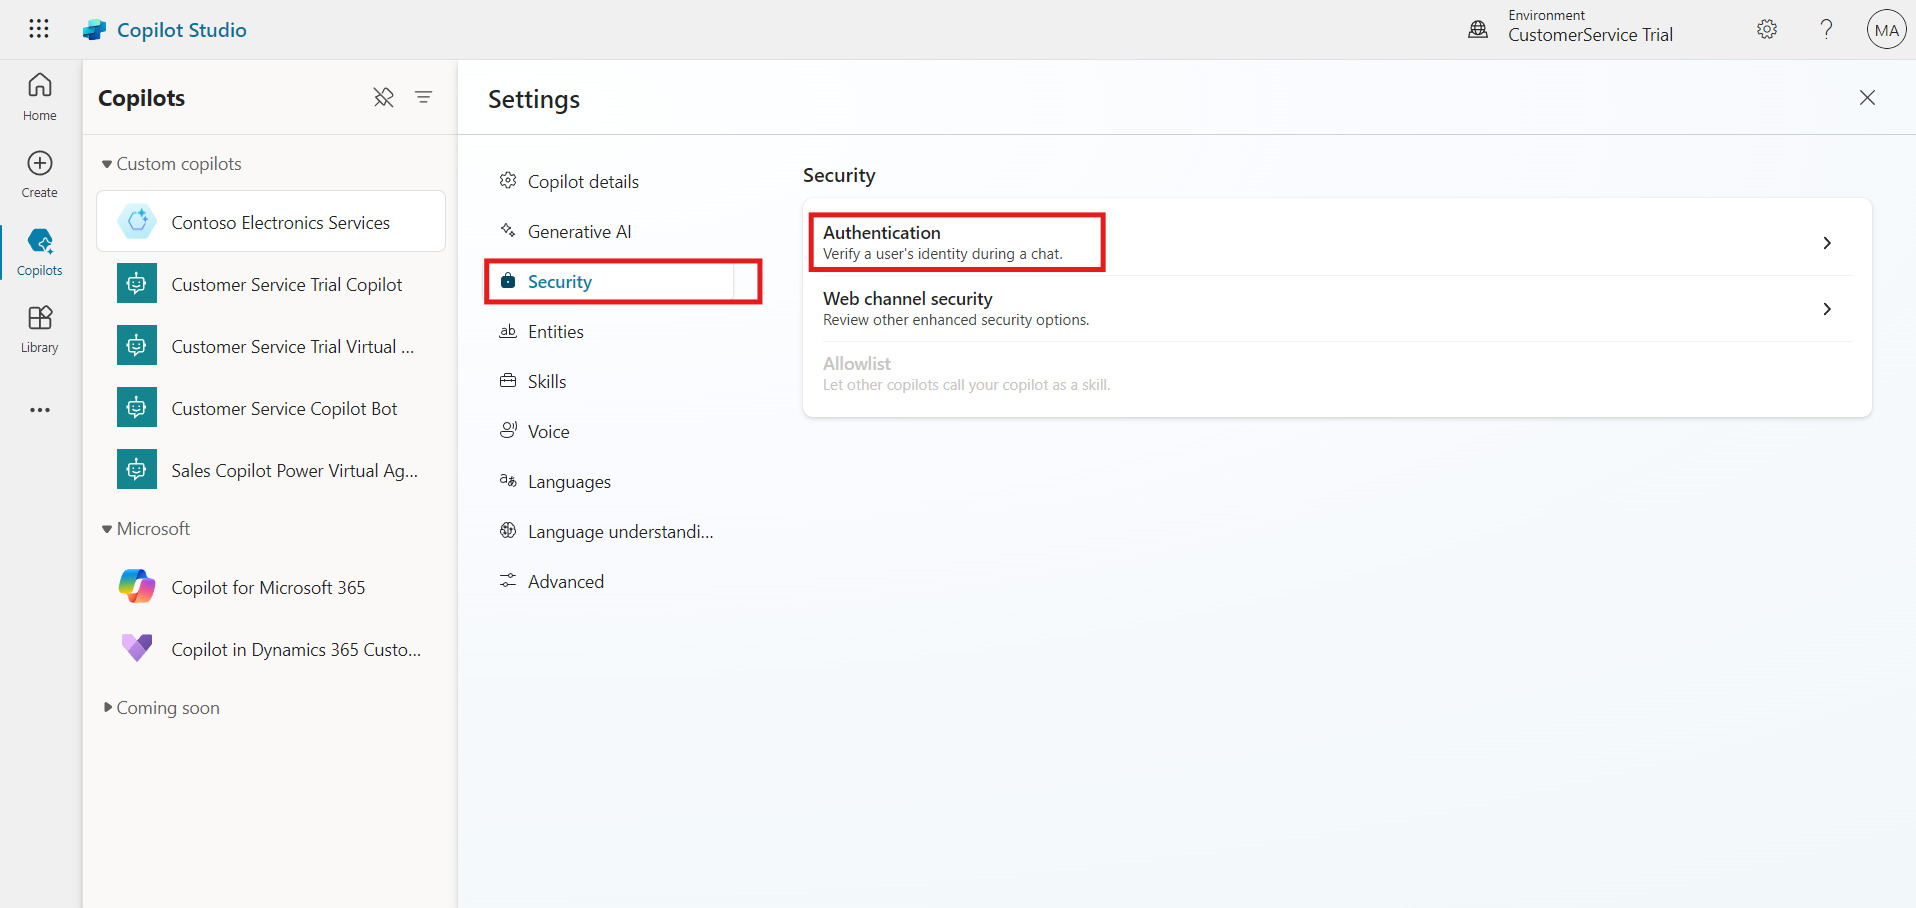 Copilot Studio
Environment
CustomerService Trial
MA
Home
Create
Copilots
Library
Copilots
Custom copilots
Contoso Electronics Services
Customer Service Trial Copilot
Customer Service Trial Virtual ...
Customer Service Copilot Bot
Sales Copilot Power Virtual Ag...
Microsoft
Copilot for Microsoft 365
Copilot in Dynamics 365 Custo...
Coming soon
Settings
Copilot details
Generative AI
Security
Entities
Skills
Voice
Languages
Language understandi...
Advanced
Security
Authentication
Verify a user's identity during a chat.
Web channel security
Review other enhanced security options.
Allowlist
Let other copilots call your copilot as a skill.